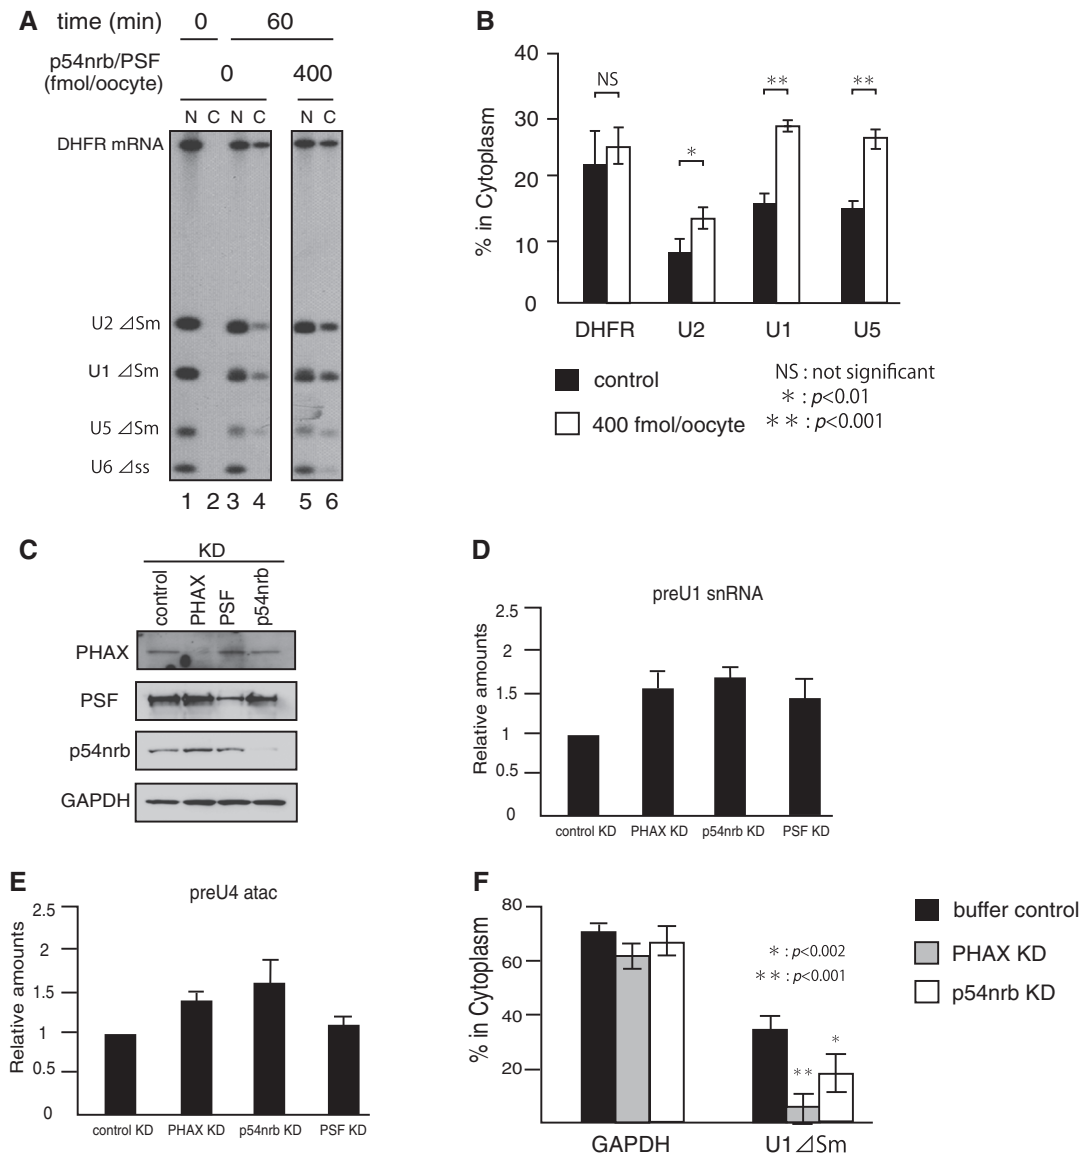 A
time (min) 0 60
p54nrb/PSF
(fmol/oocyte) 0 400
N C N C N C
DHFR mRNA
U2 ⊿Sm
U1 ⊿Sm
U5 ⊿Sm
U6 ⊿ss
1 2 3 4 5 6
B
% in Cytoplasm
40
30
20
10
0
NS
*
**
**
DHFR U2 U1 U5
control
400 fmol/oocyte
NS : not significant
* : p<0.01
** : p<0.001
C
KD
control PHAX PSF p54nrb
PHAX
PSF
p54nrb
GAPDH
D
preU1 snRNA
Relative amounts
2.5
2
1.5
1
0.5
0
control KD PHAX KD p54nrb KD PSF KD
E
preU4 atac
Relative amounts
2.5
2
1.5
1
0.5
0
control KD PHAX KD p54nrb KD PSF KD
F
% in Cytoplasm
80
60
40
20
* : p<0.002
** : p<0.001
**
*
GAPDH U1⊿Sm
buffer control
PHAX KD
p54nrb KD